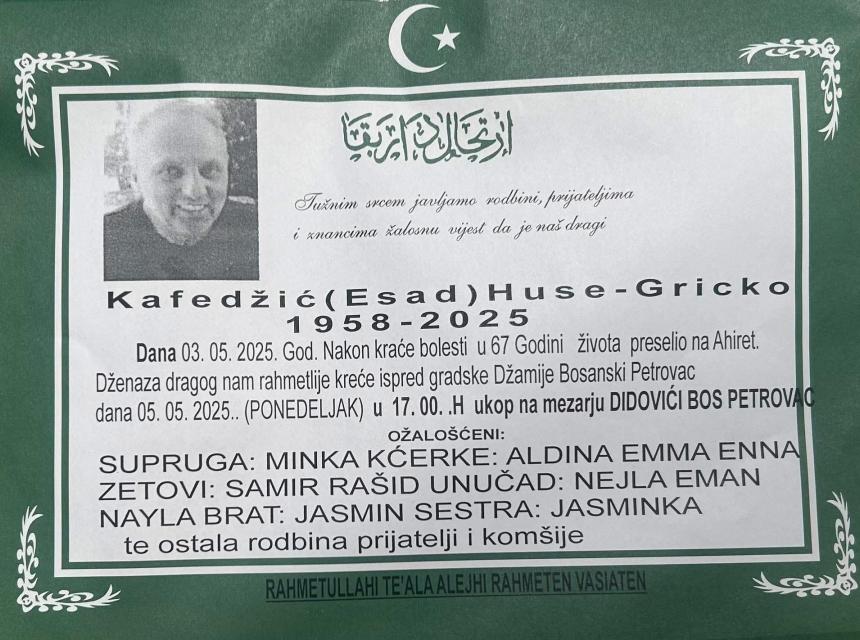 ارتحال دار بقا
Tužnim srcem javljamo rodbini, prijateljima
i znancima žalosnu vijest da je naš dragi
Kafedžić(Esad)Huse-Gricko
1958-2025
Dana 03. 05. 2025. God. Nakon kraće bolesti u 67 Godini života preselio na Ahiret.
Dženaza dragog nam rahmetlije kreće ispred gradske Džamije Bosanski Petrovac
dana 05. 05. 2025.. (PONEDELJAK) u 17. 00. .H ukop na mezarju DIDOVIĆI BOS PETROVAC
OŽALOŠĆENI:
SUPRUGA: MINKA KĆERKE: ALDINA EMMA ENNA
ZETOVI: SAMIR RAŠID UNUČAD: NEJLA EMAN
NAYLA BRAT: JASMIN SESTRA: JASMINKA
te ostala rodbina prijatelji i komšije
RAHMETULLAHI TE'ALA ALEJHI RAHMETEN VASIATEN